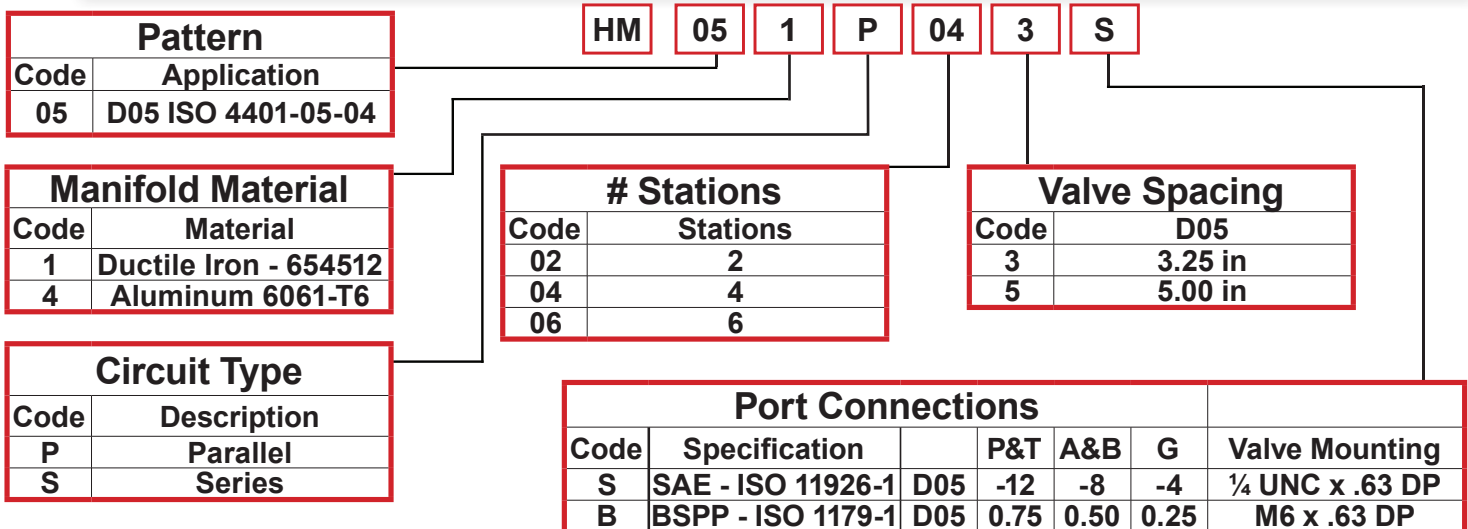 HM 05 1 P 04 3 S
Pattern
Code Application
05 D05 ISO 4401-05-04
Manifold Material
Code Material
1 Ductile Iron - 654512
4 Aluminum 6061-T6
Circuit Type
Code Description
P Parallel
S Series
# Stations
Code Stations
02 2
04 4
06 6
Valve Spacing
Code D05
3 3.25 in
5 5.00 in
Port Connections
Code Specification P&T A&B G Valve Mounting
S SAE - ISO 11926-1 D05 -12 -8 -4 ¼ UNC x .63 DP
B BSPP - ISO 1179-1 D05 0.75 0.50 0.25 M6 x .63 DP